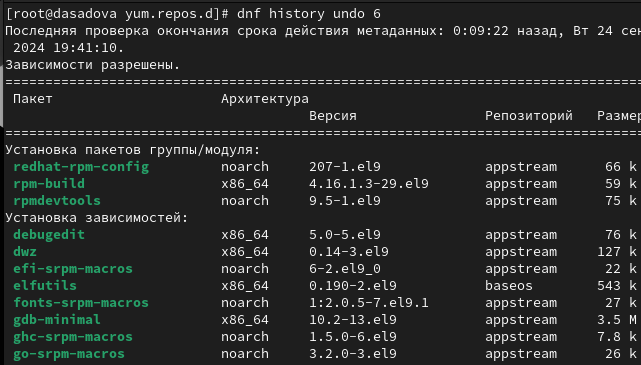 [root@dasadova yum.repos.d]# dnf history undo 6
Последняя проверка окончания срока действия метаданных: 0:09:22 назад, Вт 24 сен
2024 19:41:10.
Зависимости разрешены.
================================================================================
Пакет Архитектура
Версия Репозиторий Размер
================================================================================
Установка пакетов группы/модуля:
redhat-rpm-config noarch 207-1.el9 appstream 66 k
rpm-build x86_64 4.16.1.3-29.el9 appstream 59 k
rpmdevtools noarch 9.5-1.el9 appstream 75 k
Установка зависимостей:
debugedit x86_64 5.0-5.el9 appstream 76 k
dwz x86_64 0.14-3.el9 appstream 127 k
efi-srpm-macros noarch 6-2.el9_0 appstream 22 k
elfutils x86_64 0.190-2.el9 baseos 543 k
fonts-srpm-macros noarch 1:2.0.5-7.el9.1 appstream 27 k
gdb-minimal x86_64 10.2-13.el9 appstream 3.5 M
ghc-srpm-macros noarch 1.5.0-6.el9 appstream 7.8 k
go-srpm-macros noarch 3.2.0-3.el9 appstream 26 k